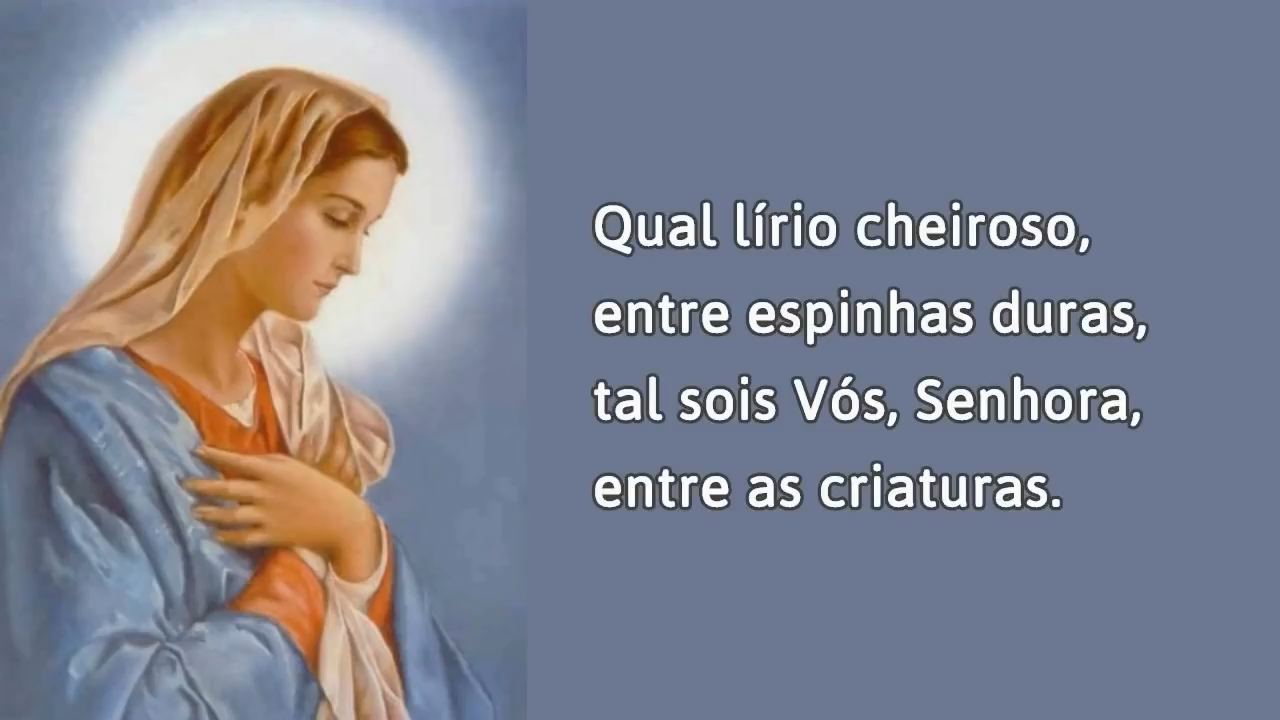 Qual lírio cheiroso,
entre espinhas duras,
tal sois Vós, Senhora,
entre as criaturas.